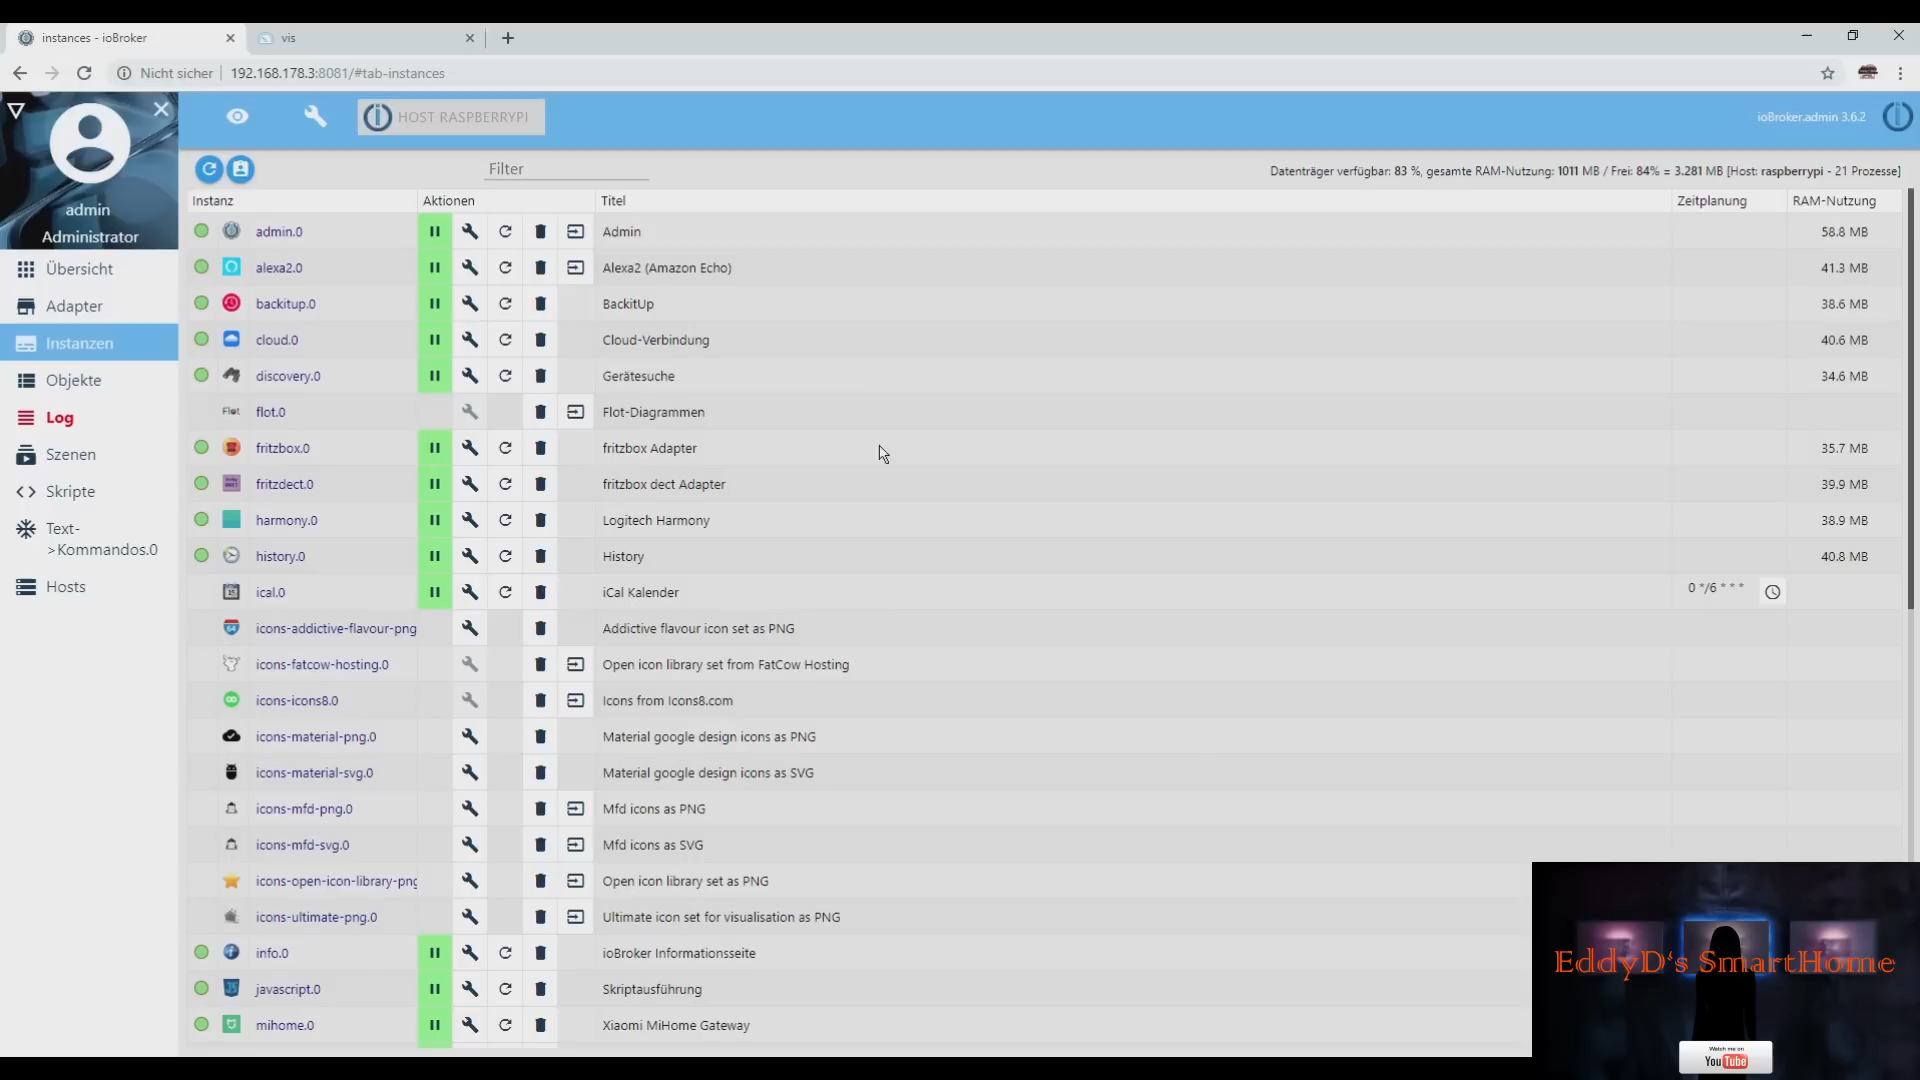 instances - ioBroker
vis
Nicht sicher
192.168.178.3:8081/#tab-instances
HOST RASPBERRYPI
ioBroker.admin 3.6.2
admin
Administrator
Übersicht
Adapter
Instanzen
Objekte
Log
Szenen
Skripte
Text-
>Kommandos.0
Hosts
Filter
Datenträger verfügbar: 83 %, gesamte RAM-Nutzung: 1011 MB / Frei: 84% = 3.281 MB [Host: raspberrypi - 21 Prozesse]
Instanz Aktionen Titel Zeitplanung RAM-Nutzung
admin.0 Admin 58.8 MB
alexa2.0 Alexa2 (Amazon Echo) 41.3 MB
backitup.0 BackitUp 38.6 MB
cloud.0 Cloud-Verbindung 40.6 MB
discovery.0 Gerätesuche 34.6 MB
Flot flot.0 Flot-Diagrammen
fritzbox.0 fritzbox Adapter 35.7 MB
fritzdect.0 fritzbox dect Adapter 39.9 MB
harmony.0 Logitech Harmony 38.9 MB
history.0 History 40.8 MB
ical.0 iCal Kalender 0 */6 * * *
icons-addictive-flavour-png Addictive flavour icon set as PNG
icons-fatcow-hosting.0 Open icon library set from FatCow Hosting
icons-icons8.0 Icons from Icons8.com
icons-material-png.0 Material google design icons as PNG
icons-material-svg.0 Material google design icons as SVG
icons-mfd-png.0 Mfd icons as PNG
icons-mfd-svg.0 Mfd icons as SVG
icons-open-icon-library-png Open icon library set as PNG
icons-ultimate-png.0 Ultimate icon set for visualisation as PNG
info.0 ioBroker Informationsseite
javascript.0 Skriptausführung
mihome.0 Xiaomi MiHome Gateway
EddyD's SmartHome
Watch me on
YouTube